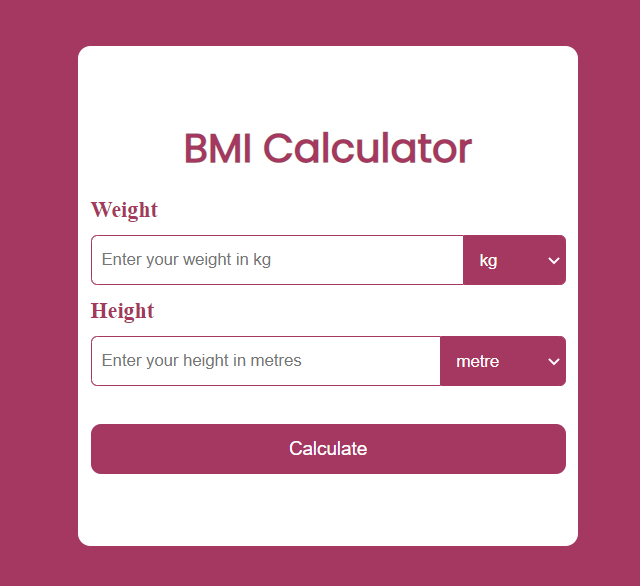 BMI Calculator
Weight
Enter your weight in kg kg
Height
Enter your height in metres metre
Calculate